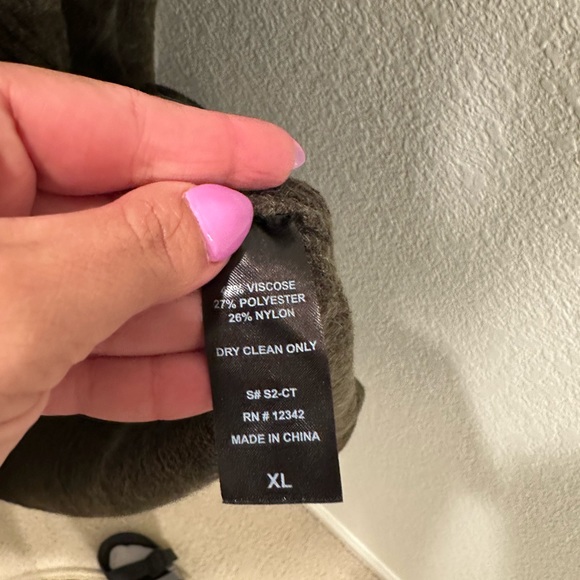 VISCOSE
27% POLYESTER
26% NYLON
DRY CLEAN ONLY
S# S2-CT
RN # 12342
MADE IN CHINA
XL